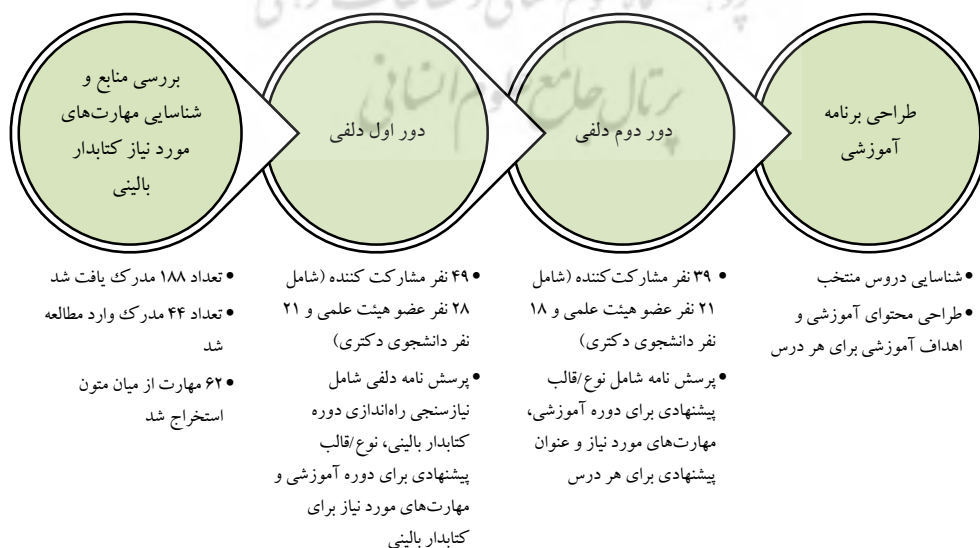 پرتال جامع علوم انسانی
بررسی منابع و
شناسایی مهارت‌های
مورد نیاز کتابدار
بالینی
دور اول دلفی
دور دوم دلفی
طراحی برنامه
آموزشی
• تعداد ۱۸۸ مدرک یافت شد
• تعداد ۴۴ مدرک وارد مطالعه
شد
• ۶۲ مهارت از میان متون
استخراج شد
• ۴۹ نفر مشارکت کننده (شامل
۲۸ نفر عضو هیئت علمی و ۲۱
نفر دانشجوی دکتری)
• پرسش نامه دلفی شامل
نیازسنجی راه‌اندازی دوره
کتابدار بالینی، نوع/قالب
پیشنهادی برای دوره آموزشی و
مهارت‌های مورد نیاز برای
کتابدار بالینی
• ۳۹ نفر مشارکت‌کننده (شامل
۲۱ نفر عضو هیئت علمی و ۱۸
نفر دانشجوی دکتری)
• پرسش نامه شامل نوع/قالب
پیشنهادی برای دوره آموزشی،
مهارت‌های مورد نیاز و عنوان
پیشنهادی برای هر درس
• شناسایی دروس منتخب
• طراحی محتوای آموزشی و
اهداف آموزشی برای هر درس